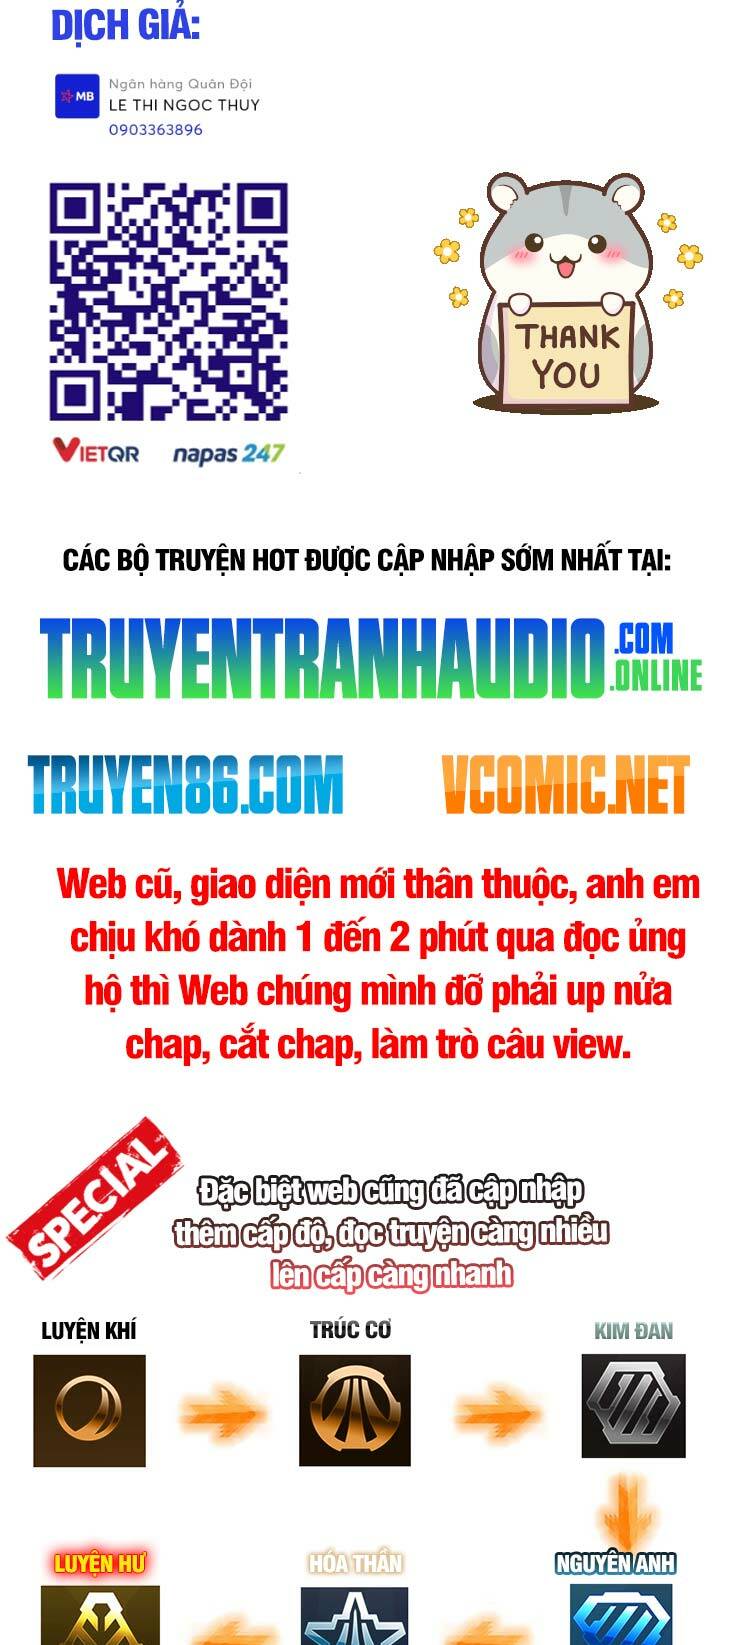 DỊCH GIẢ:
MB
Ngân hàng Quân Đội
LE THI NGOC THUY
0903363896
THANK
YOU
VIETQR napas 247
CÁC BỘ TRUYỆN HOT ĐƯỢC CẬP NHẬP SỚM NHẤT TẠI:
TRUYENTRANHAUDIO .COM
.ONLINE
TRUYEN86.COM VCOMIC.NET
Web cũ, giao diện mới thân thuộc, anh em
chịu khó dành 1 đến 2 phút qua đọc ủng
hộ thì Web chúng mình đỡ phải up nửa
chap, cắt chap, làm trò câu view.
SPECIAL
Đặc biệt web cũng đã cập nhập
thêm cấp độ, đọc truyện càng nhiều
lên cấp càng nhanh
LUYỆN KHÍ TRÚC CƠ KIM ĐAN
LUYỆN HƯ HÓA THẦN NGUYÊN ANH